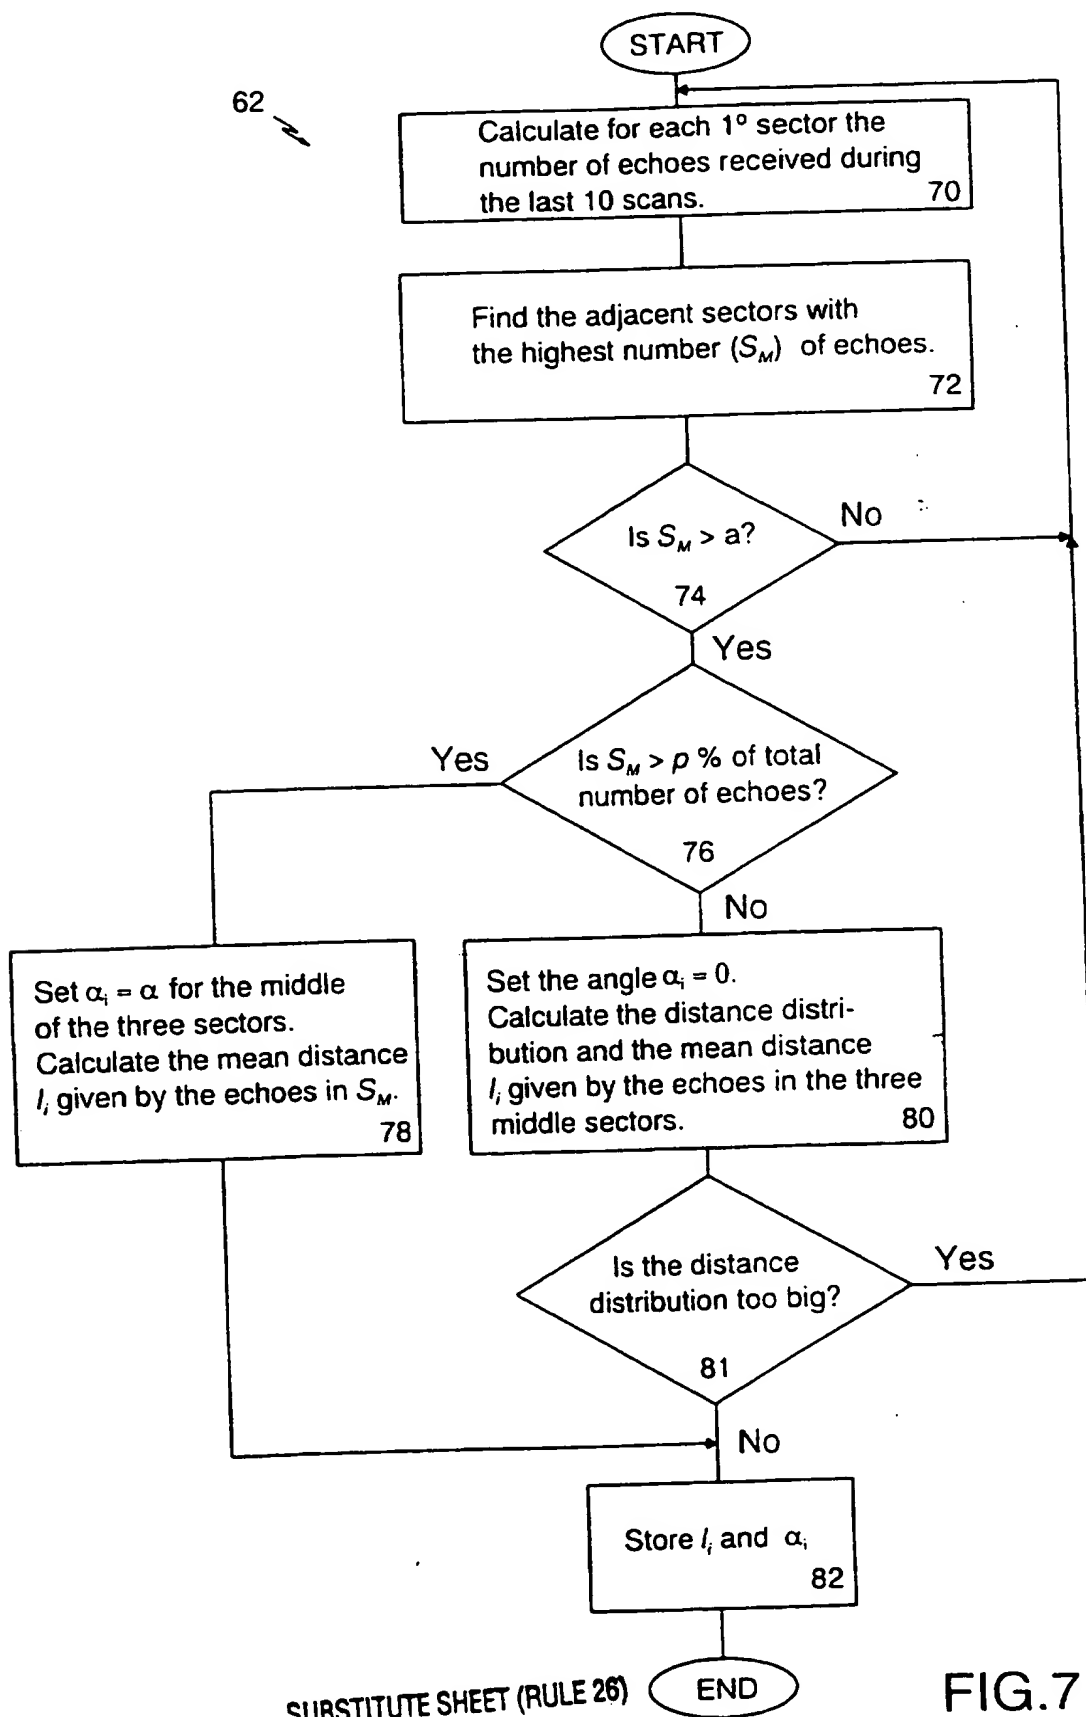 START
62
Calculate for each 1° sector the
number of echoes received during
the last 10 scans.
70
Find the adjacent sectors with
the highest number (S_M) of echoes.
72
Is S_M > a?
74
No
Yes
Is S_M > p % of total
number of echoes?
76
Yes
No
Set α_i = α for the middle
of the three sectors.
Calculate the mean distance
l_i given by the echoes in S_M.
78
Set the angle α_i = 0.
Calculate the distance distri-
bution and the mean distance
l_i given by the echoes in the three
middle sectors.
80
Is the distance
distribution too big?
81
Yes
No
Store l_i and α_i
82
END
SUBSTITUTE SHEET (RULE 26)
FIG.7